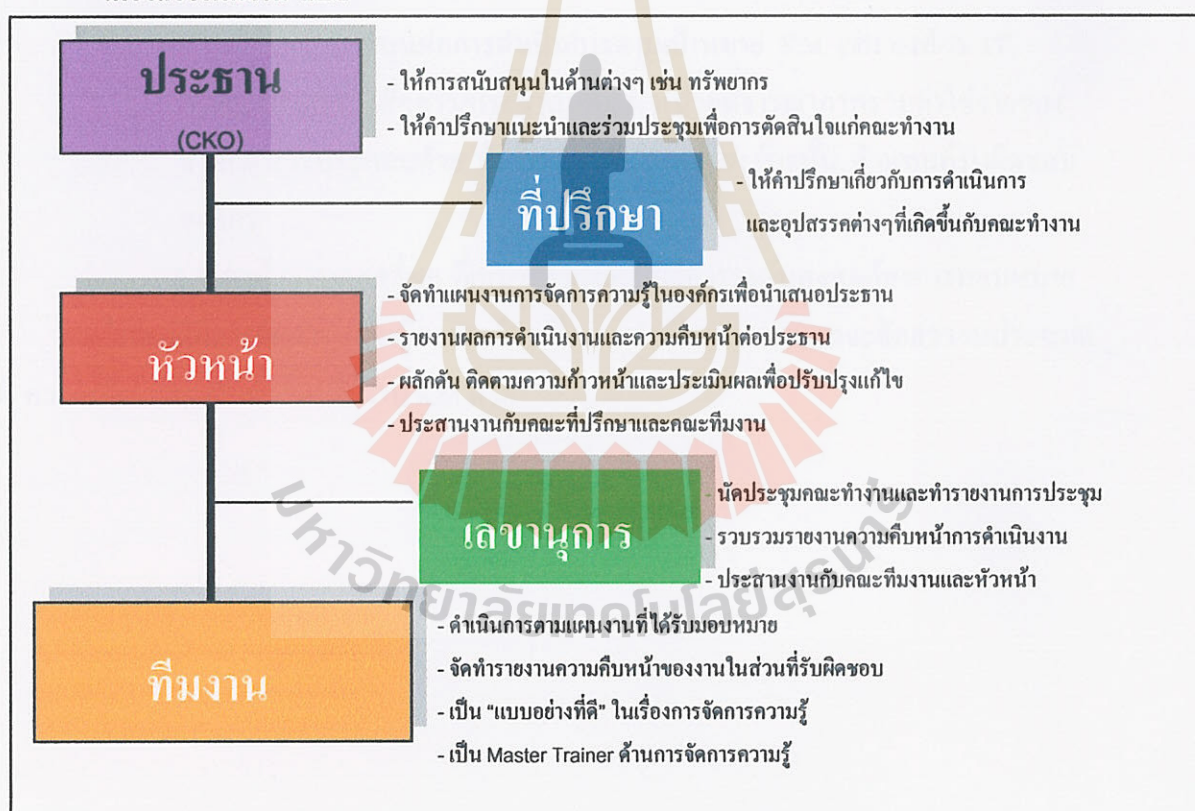 ประธาน
(CKO)
- ให้การสนับสนุนในด้านต่างๆ เช่น ทรัพยากร
- ให้คำปรึกษาแนะนำและร่วมประชุมเพื่อการตัดสินใจแก่คณะทำงาน
ที่ปรึกษา
- ให้คำปรึกษาเกี่ยวกับการดำเนินการ
และอุปสรรคต่างๆที่เกิดขึ้นกับคณะทำงาน
หัวหน้า
- จัดทำแผนงานการจัดการความรู้ในองค์กรเพื่อนำเสนอประธาน
- รายงานผลการดำเนินงานและความคืบหน้าต่อประธาน
- ผลักดัน ติดตามความก้าวหน้าและประเมินผลเพื่อปรับปรุงแก้ไข
- ประสานงานกับคณะที่ปรึกษาและคณะทีมงาน
เลขานุการ
- นัดประชุมคณะทำงานและทำรายงานการประชุม
- รวบรวมรายงานความคืบหน้าการดำเนินงาน
- ประสานงานกับคณะทีมงานและหัวหน้า
มหาวิทยาลัยเทคโนโลยีสุรนารี
ทีมงาน
- ดำเนินการตามแผนงานที่ได้รับมอบหมาย
- จัดทำรายงานความคืบหน้าของงานในส่วนที่รับผิดชอบ
- เป็น “แบบอย่างที่ดี” ในเรื่องการจัดการความรู้
- เป็น Master Trainer ด้านการจัดการความรู้